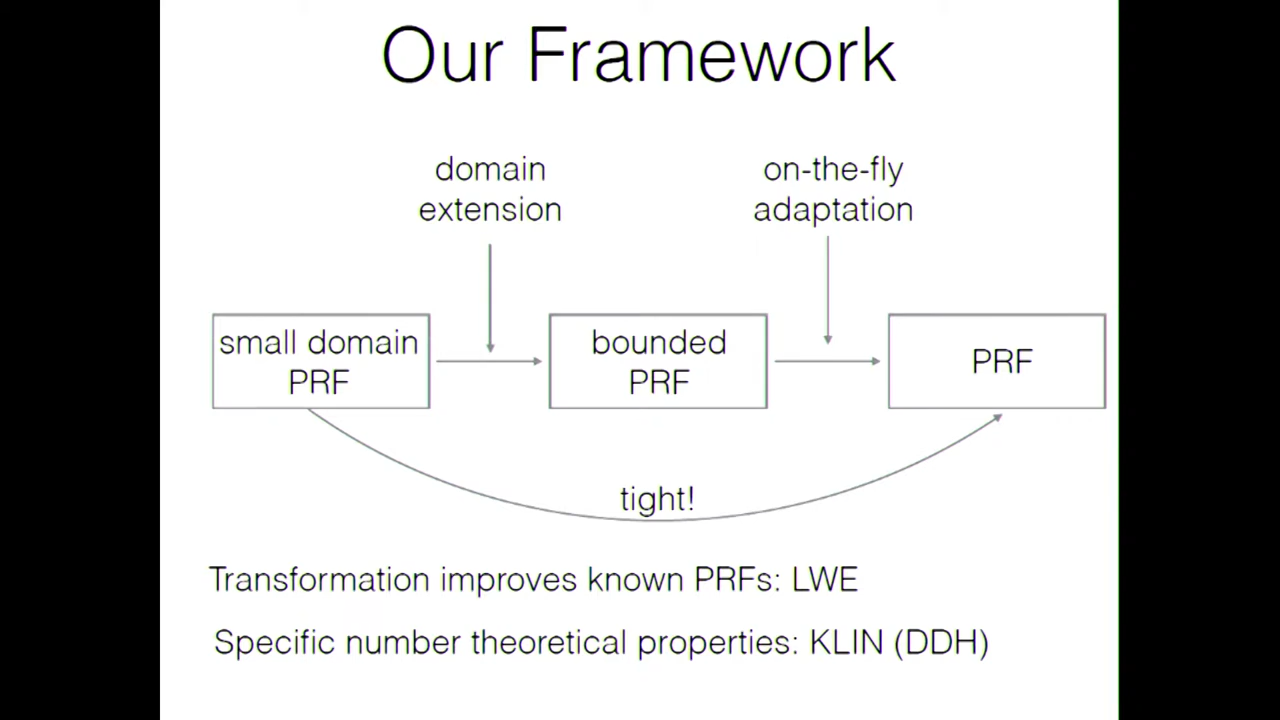 Our Framework
domain
extension
on-the-fly
adaptation
small domain
PRF
bounded
PRF
PRF
tight!
Transformation improves known PRFs: LWE
Specific number theoretical properties: KLIN (DDH)